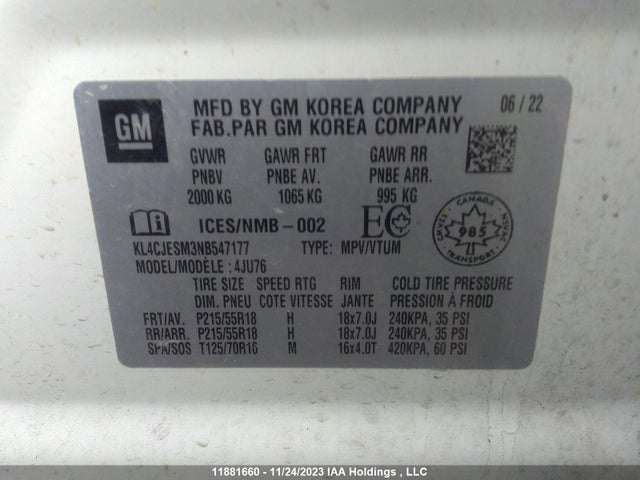 GM
MFD BY GM KOREA COMPANY 06 / 22
FAB.PAR GM KOREA COMPANY
GVWR GAWR FRT GAWR RR
PNBV PNBE AV. PNBE ARR.
2000 KG 1065 KG 995 KG
ICES/NMB-002 EC
CANADA
CMVSS 985 NSVAC
TRANSPORT
KL4CJESM3NB547177 TYPE: MPV/VTUM
MODEL/MODÈLE : 4JU76
TIRE SIZE SPEED RTG RIM COLD TIRE PRESSURE
DIM. PNEU COTE VITESSE JANTE PRESSION À FROID
FRT/AV. P215/55R18 H 18x7.0J 240KPA, 35 PSI
RR/ARR. P215/55R18 H 18x7.0J 240KPA, 35 PSI
SPA/SOS T125/70R16 M 16x4.0T 420KPA, 60 PSI
11881660 - 11/24/2023 IAA Holdings , LLC